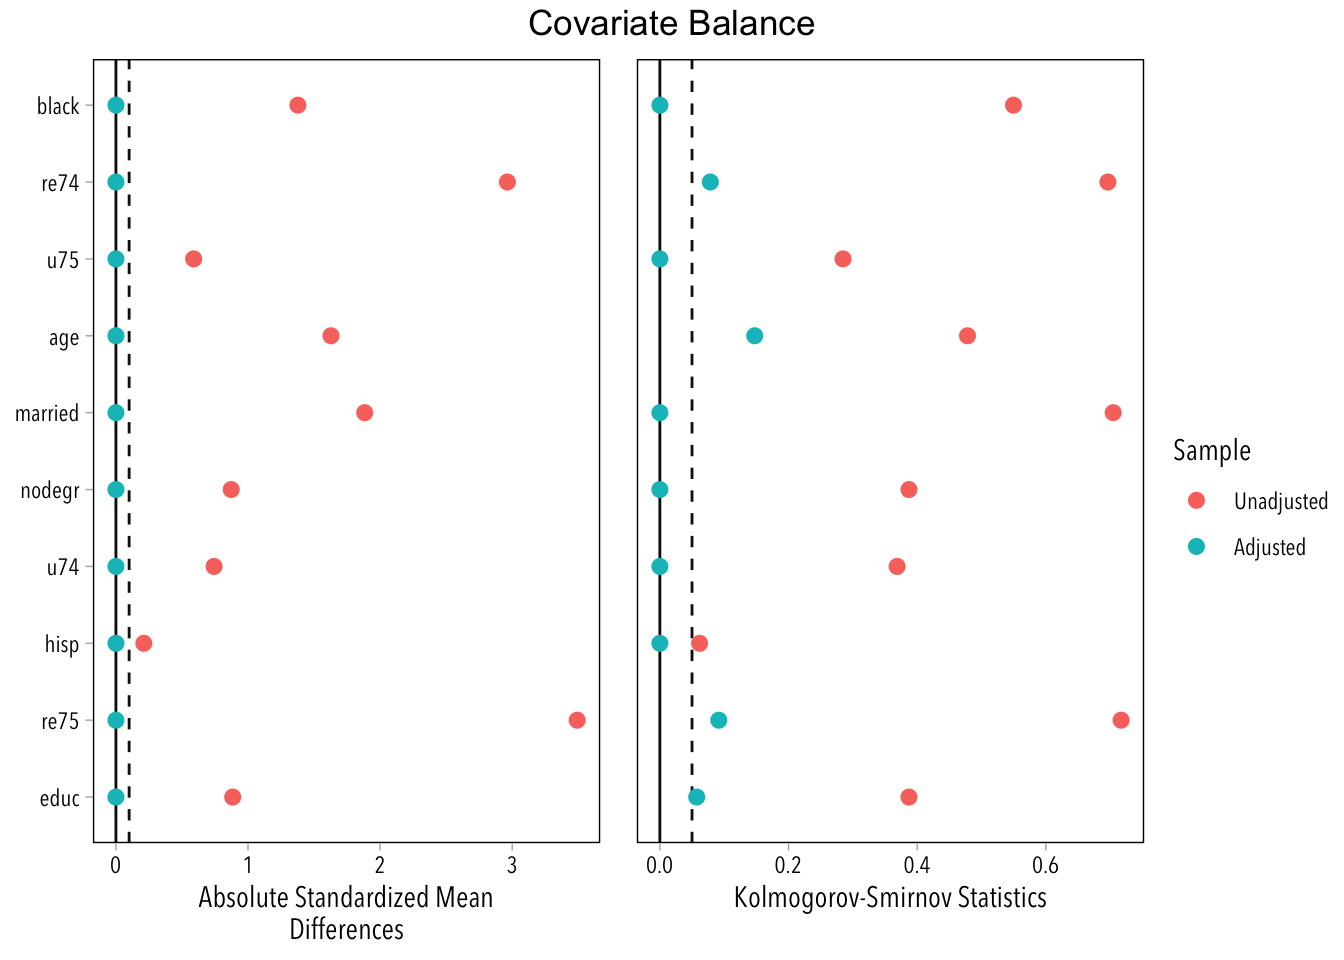 Covariate Balance
black
re74
u75
age
married
nodegr
u74
hisp
re75
educ
0 1 2 3
Absolute Standardized Mean
Differences
0.0 0.2 0.4 0.6
Kolmogorov-Smirnov Statistics
Sample
Unadjusted
Adjusted